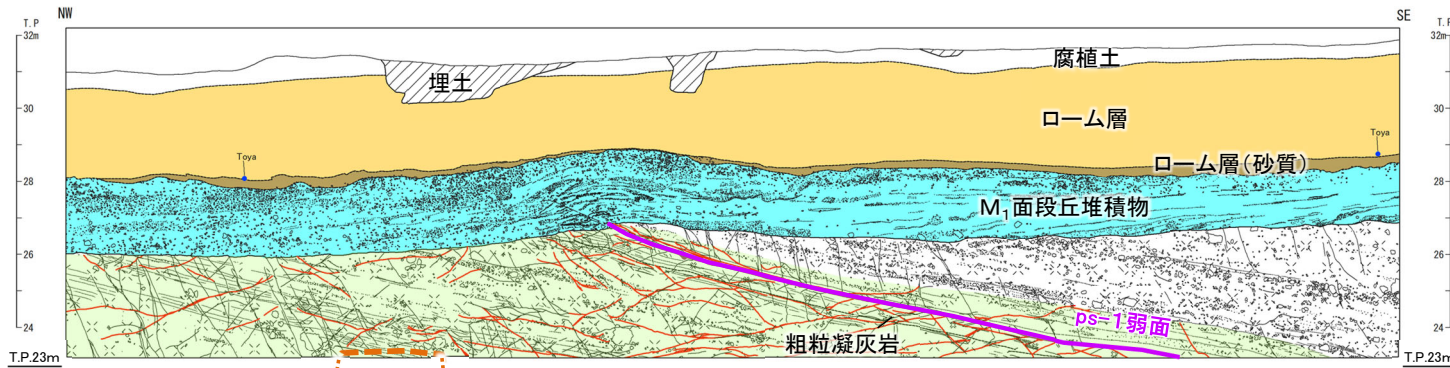 NW
SE
T.P
T.P
32m
32m
腐植土
埋土
30
30
ローム層
Toya
Toya
ローム層(砂質)
28
28
M₁面段丘堆積物
26
26
ps-1弱面
24
24
粗粒凝灰岩
T.P.23m
T.P.23m